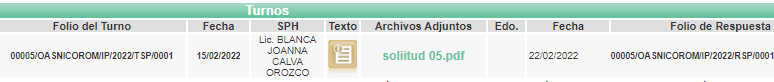 Turnos
Folio del Turno Fecha SPH Texto Archivos Adjuntos Edo. Fecha Folio de Respuesta
00005/OASNICOROM/IP/2022/TSP/0001 15/02/2022 Lic. BLANCA JOANNA CALVA OROZCO soliitud 05.pdf 22/02/2022 00005/OASNICOROM/IP/2022/RSP/0001